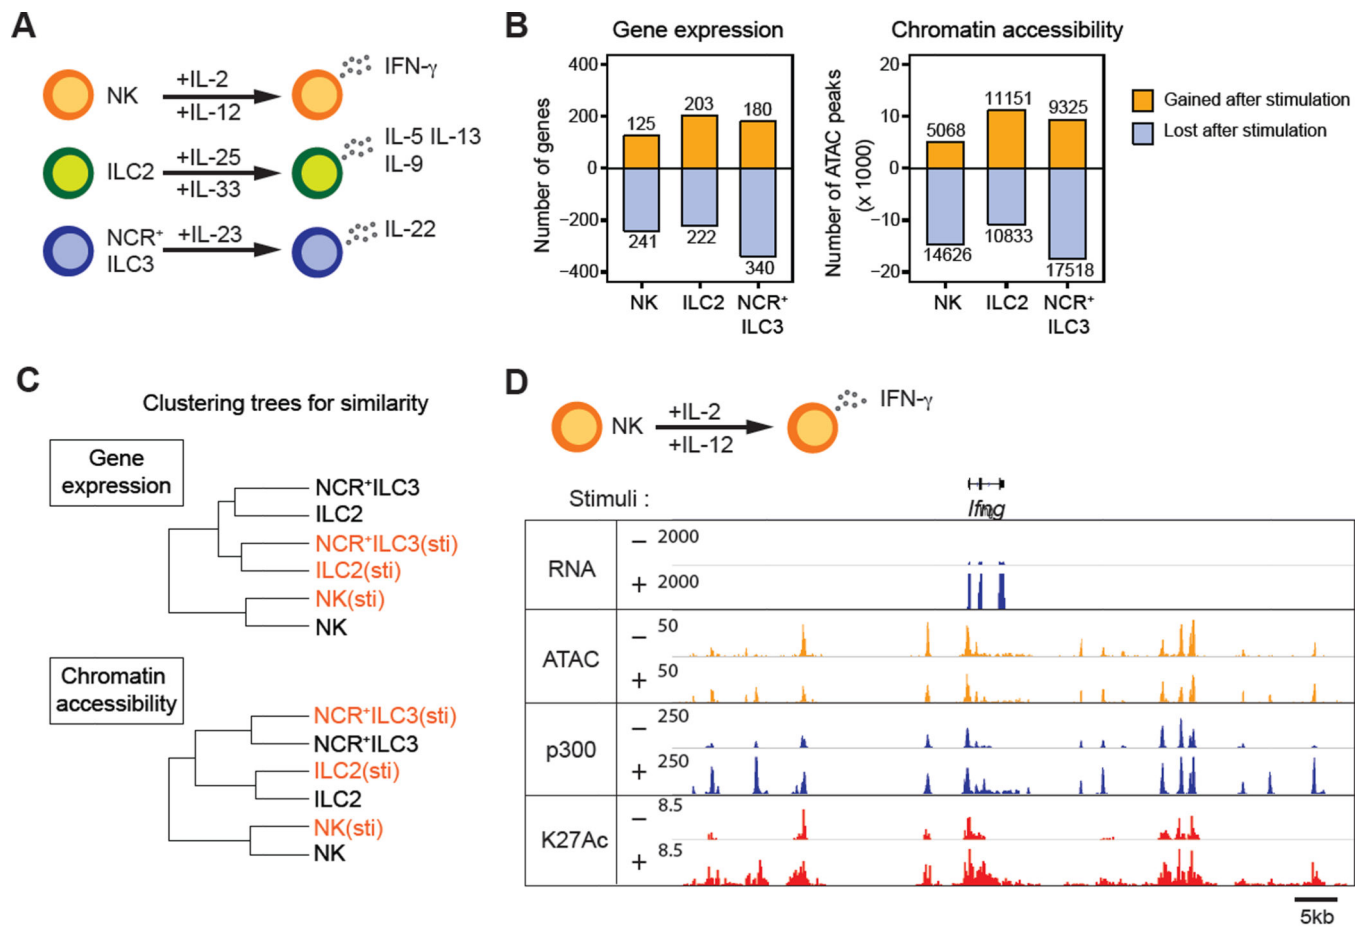 A
NK
+IL-2
+IL-12
IFN-γ
ILC2
+IL-25
+IL-33
IL-5 IL-13
IL-9
NCR⁺
ILC3
+IL-23
IL-22
B
Gene expression
Number of genes
400
200
0
−200
−400
125
203
180
241
222
340
NK
ILC2
NCR⁺
ILC3
Chromatin accessibility
Number of ATAC peaks
(x 1000)
20
10
0
−10
−20
5068
11151
9325
14626
10833
17518
NK
ILC2
NCR⁺
ILC3
Gained after stimulation
Lost after stimulation
C
Clustering trees for similarity
Gene
expression
NCR⁺ILC3
ILC2
NCR⁺ILC3(sti)
ILC2(sti)
NK(sti)
NK
Chromatin
accessibility
NCR⁺ILC3(sti)
NCR⁺ILC3
ILC2(sti)
ILC2
NK(sti)
NK
D
NK
+IL-2
+IL-12
IFN-γ
Stimuli :
Ifng
RNA
− 2000
+ 2000
ATAC
− 50
+ 50
p300
− 250
+ 250
K27Ac
− 8.5
+ 8.5
5kb